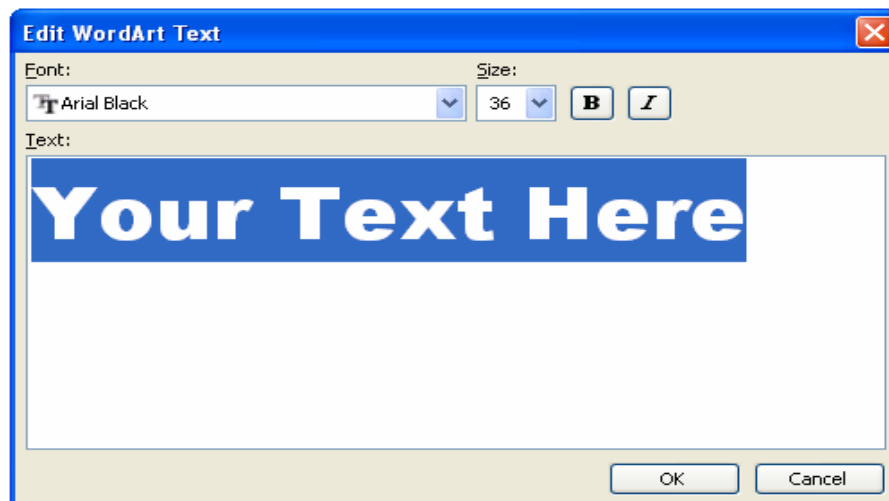 Edit WordArt Text
Font:
Size:
Arial Black
36
B
I
Text:
Your Text Here
OK
Cancel